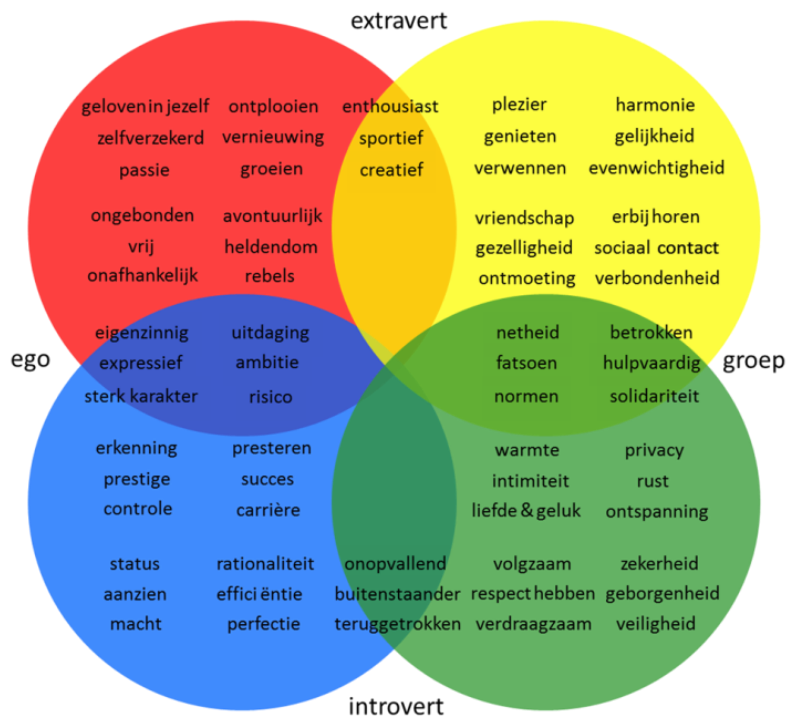 extravert
geloven in jezelf ontplooien enthousiast plezier harmonie
zelfverzekerd vernieuwing sportief genieten gelijkheid
passie groeien creatief verwennen evenwichtigheid
ongebonden avontuurlijk vriendschap erbij horen
vrij heldendom gezelligheid sociaal contact
onafhankelijk rebels ontmoeting verbondenheid
eigenzinnig uitdaging netheid betrokken
ego expressief ambitie fatsoen hulpvaardig groep
sterk karakter risico normen solidariteit
erkenning presteren warmte privacy
prestige succes intimiteit rust
controle carrière liefde & geluk ontspanning
status rationaliteit onopvallend volgzaam zekerheid
aanzien effici ëntie buitenstaander respect hebben geborgenheid
macht perfectie teruggetrokken verdraagzaam veiligheid
introvert